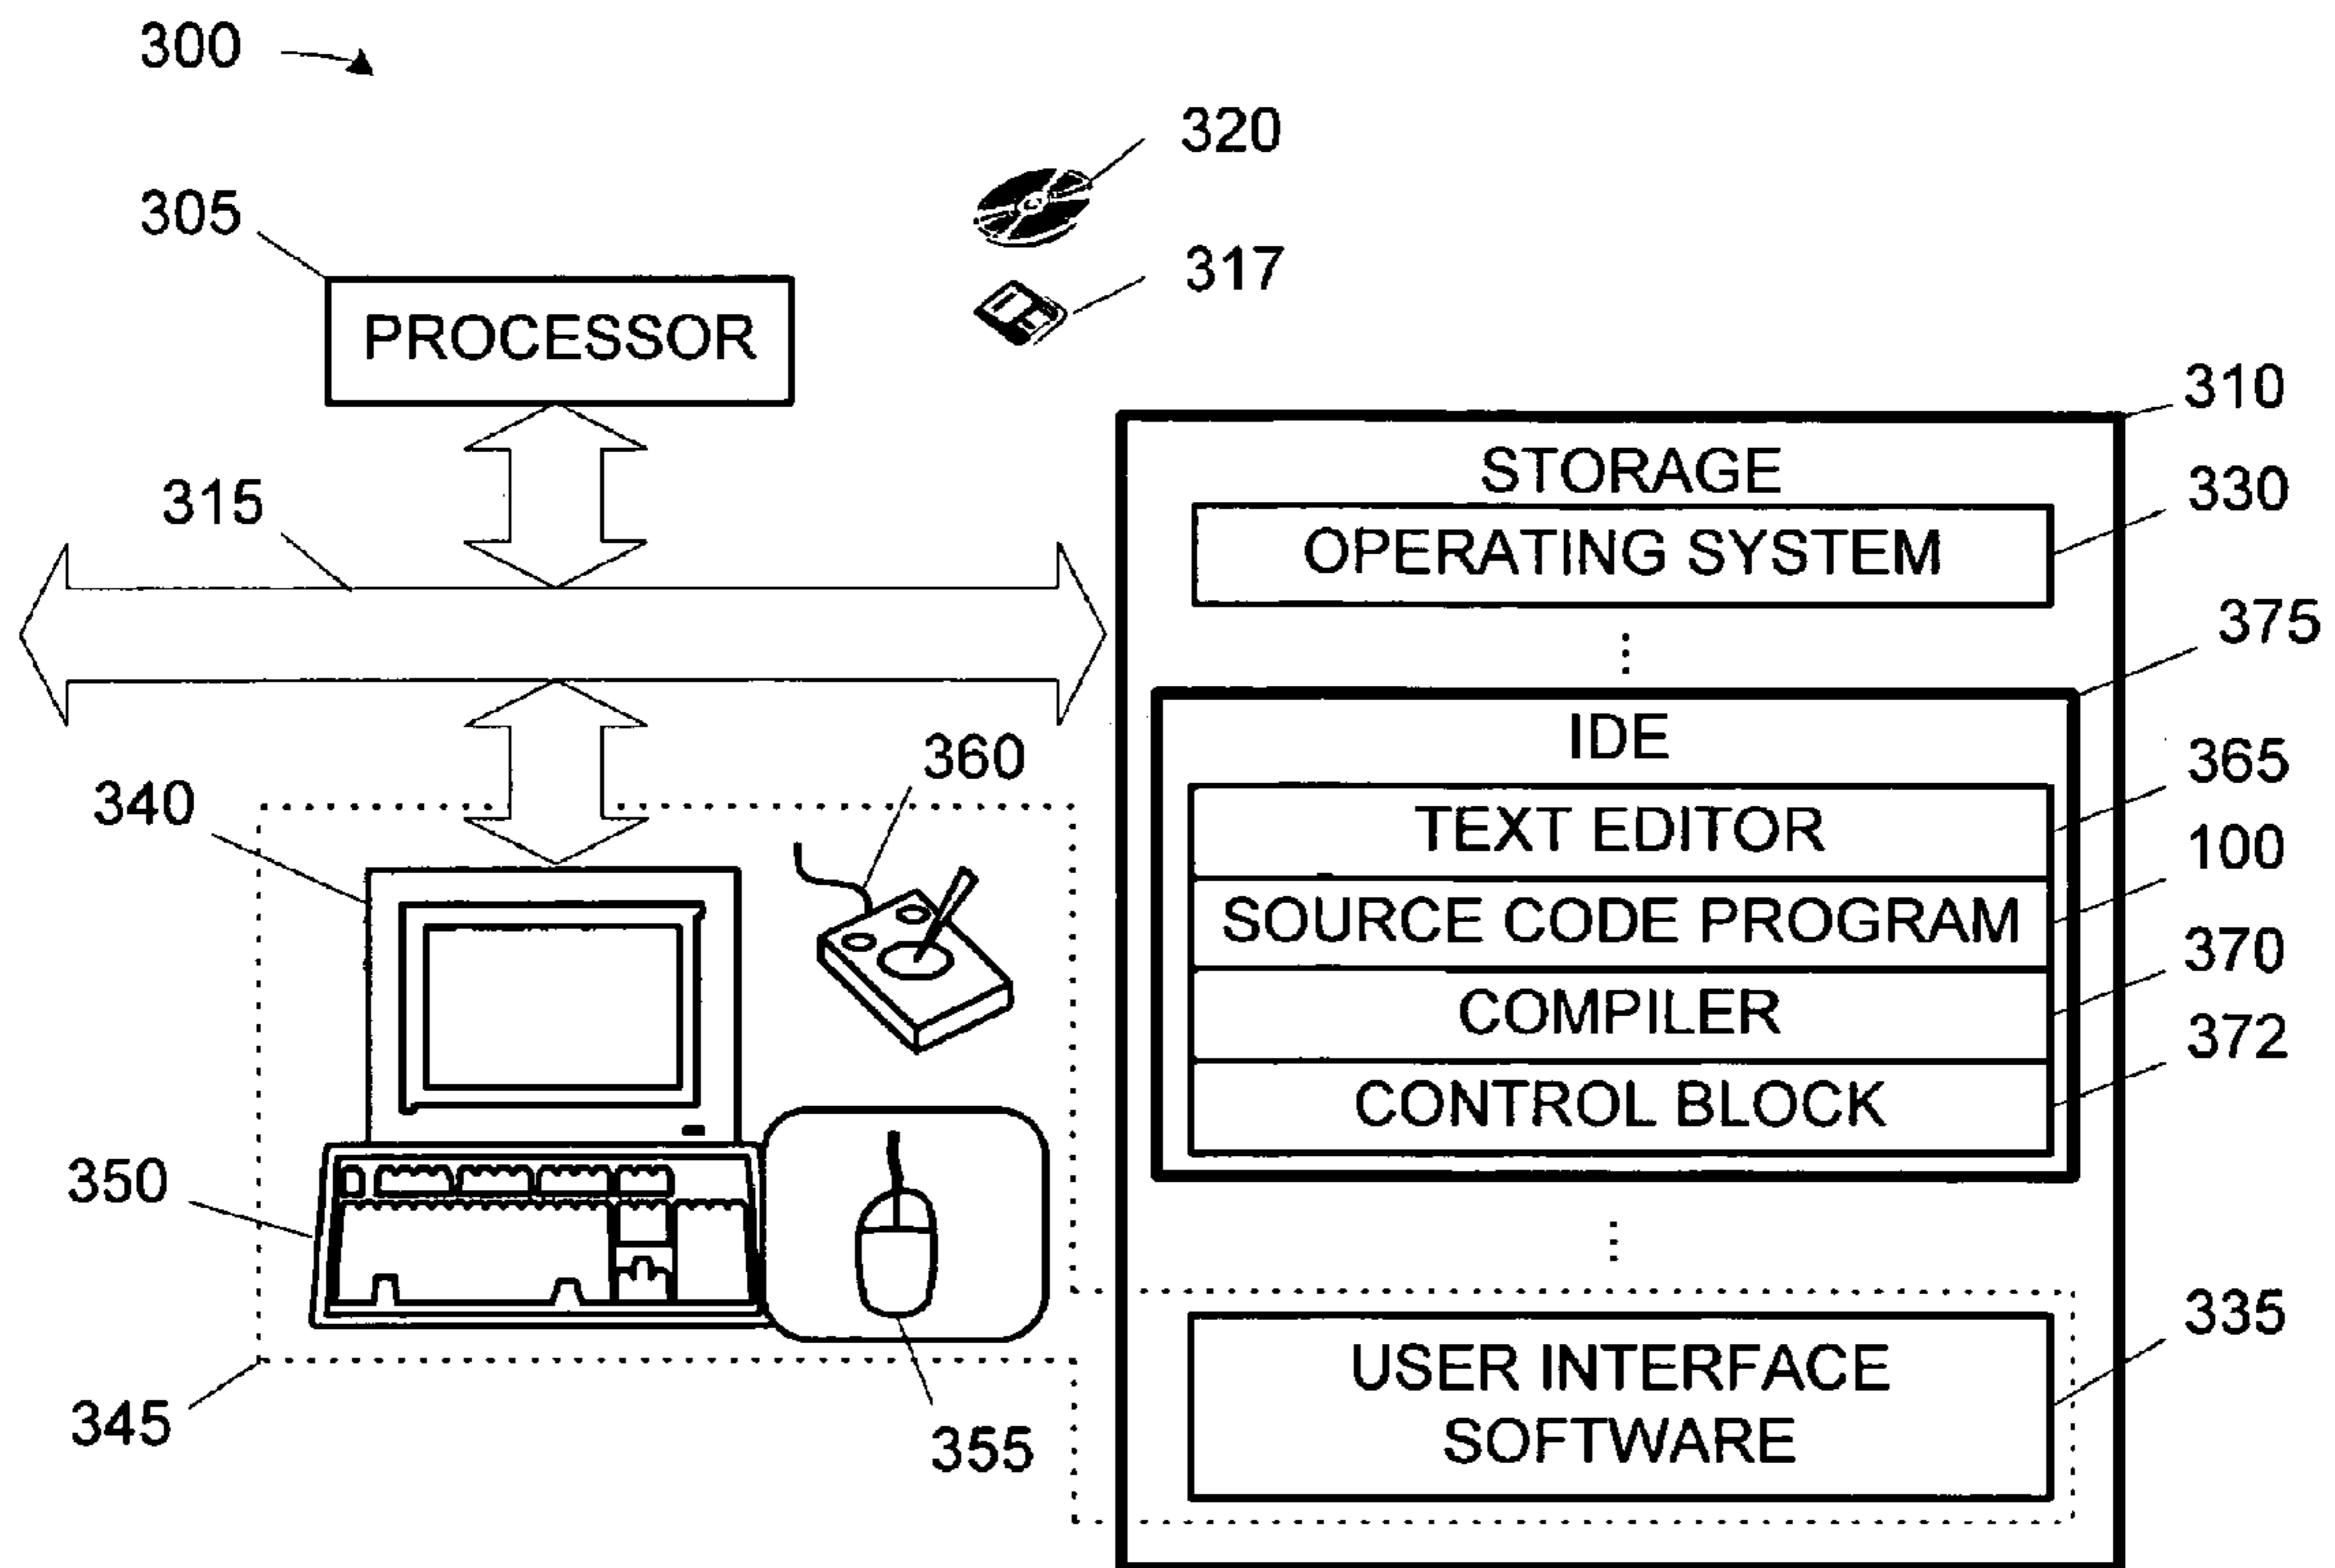 300
320
305
317
PROCESSOR
310
STORAGE
315
330
OPERATING SYSTEM
375
IDE
360
365
340
TEXT EDITOR
100
SOURCE CODE PROGRAM
370
COMPILER
372
CONTROL BLOCK
350
335
USER INTERFACE
SOFTWARE
345
355